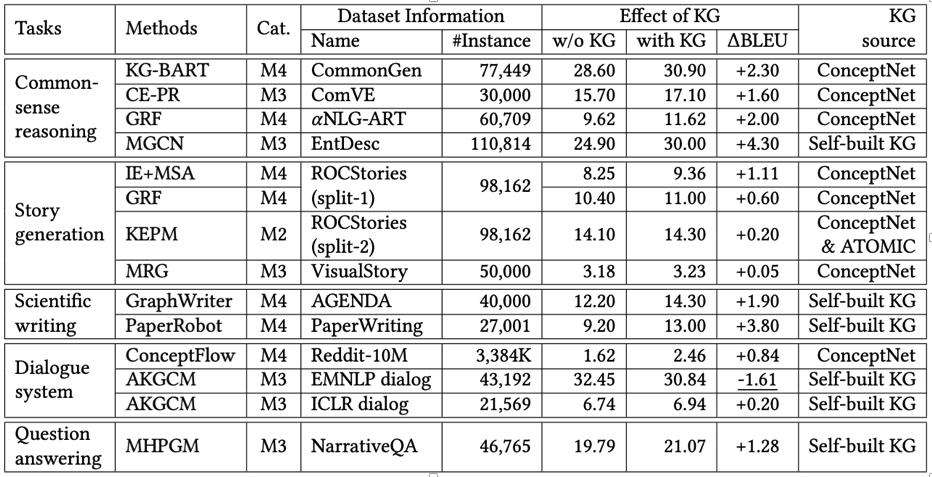 Tasks Methods Cat. Dataset Information Effect of KG KG source
Name #Instance w/o KG with KG ΔBLEU
Common-sense reasoning KG-BART M4 CommonGen 77,449 28.60 30.90 +2.30 ConceptNet
CE-PR M3 ComVE 30,000 15.70 17.10 +1.60 ConceptNet
GRF M4 αNLG-ART 60,709 9.62 11.62 +2.00 ConceptNet
MGCN M3 EntDesc 110,814 24.90 30.00 +4.30 Self-built KG
Story generation IE+MSA M4 ROCStories (split-1) 98,162 8.25 9.36 +1.11 ConceptNet
GRF M4 10.40 11.00 +0.60 ConceptNet
KEPM M2 ROCStories (split-2) 98,162 14.10 14.30 +0.20 ConceptNet & ATOMIC
MRG M3 VisualStory 50,000 3.18 3.23 +0.05 ConceptNet
Scientific writing GraphWriter M4 AGENDA 40,000 12.20 14.30 +1.90 Self-built KG
PaperRobot M4 PaperWriting 27,001 9.20 13.00 +3.80 Self-built KG
Dialogue system ConceptFlow M4 Reddit-10M 3,384K 1.62 2.46 +0.84 ConceptNet
AKGCM M3 EMNLP dialog 43,192 32.45 30.84 -1.61 Self-built KG
AKGCM M3 ICLR dialog 21,569 6.74 6.94 +0.20 Self-built KG
Question answering MHPGM M3 NarrativeQA 46,765 19.79 21.07 +1.28 Self-built KG